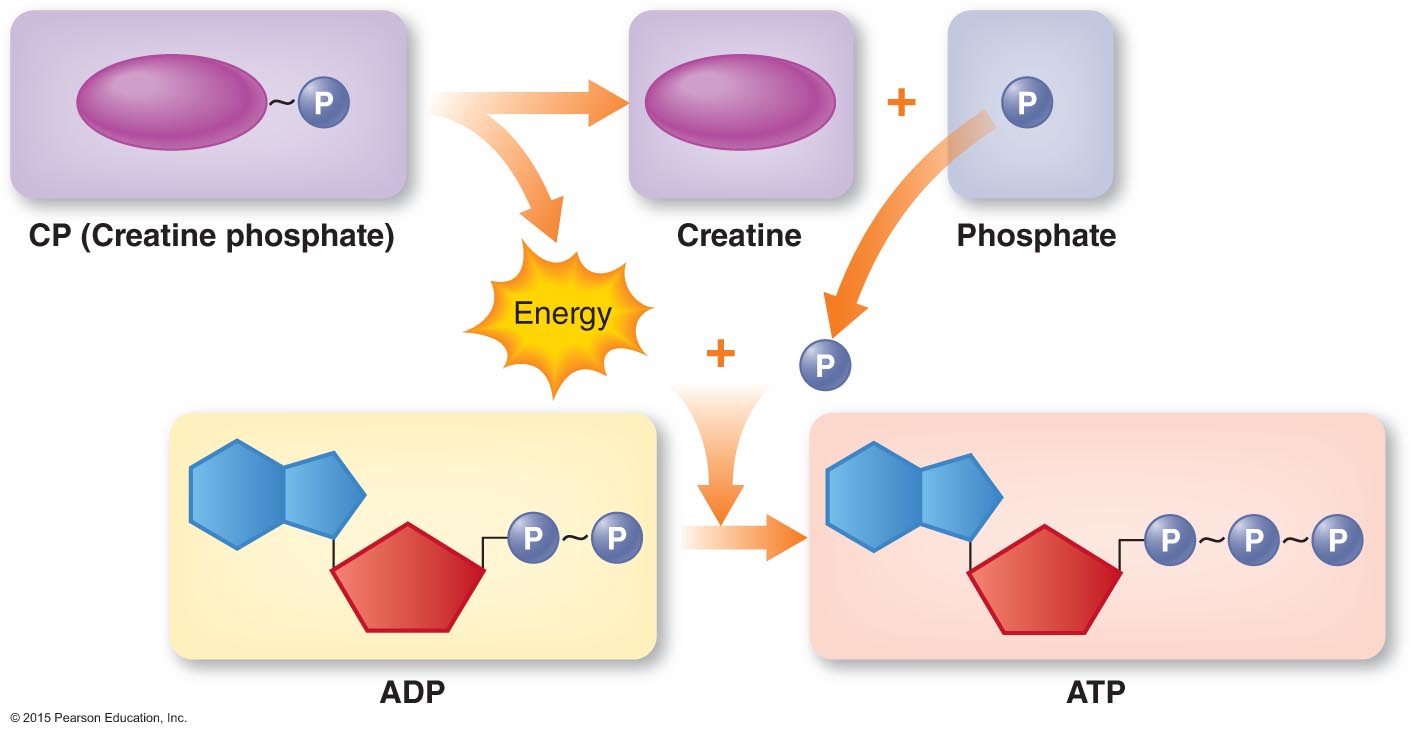 P
P
CP (Creatine phosphate)
Creatine
+
Phosphate
Energy
+
P
P ~ P
P ~ P ~ P
ADP
ATP
© 2015 Pearson Education, Inc.